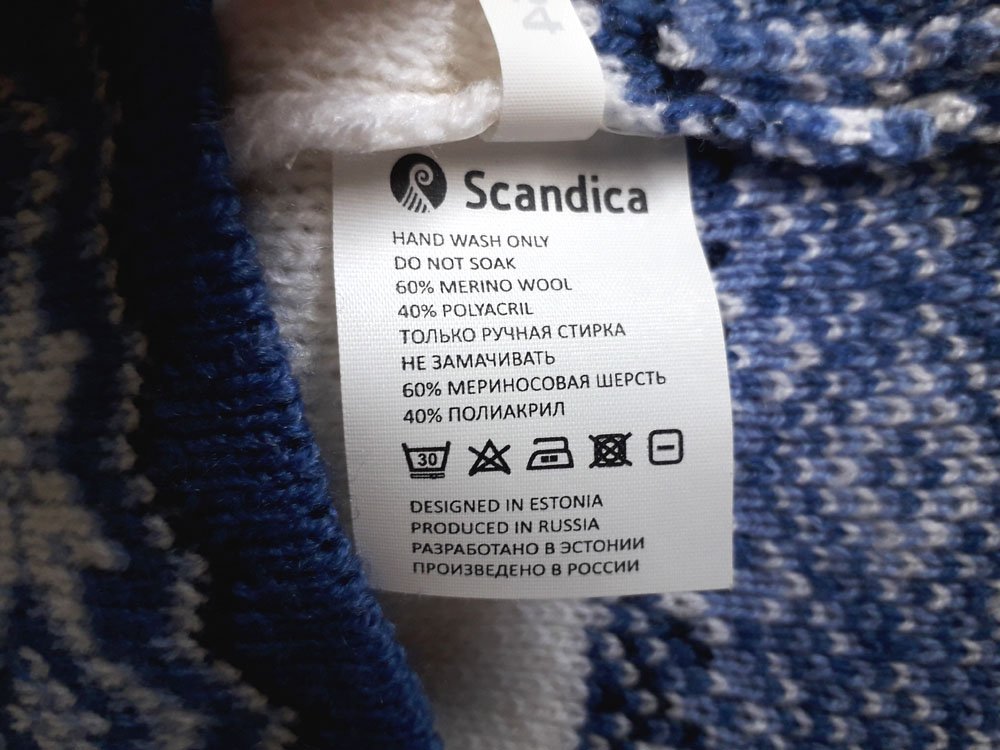 Scandica
HAND WASH ONLY
DO NOT SOAK
60% MERINO WOOL
40% POLYACRIL
ТОЛЬКО РУЧНАЯ СТИРКА
НЕ ЗАМАЧИВАТЬ
60% МЕРИНОСОВАЯ ШЕРСТЬ
40% ПОЛИАКРИЛ
30
DESIGNED IN ESTONIA
PRODUCED IN RUSSIA
РАЗРАБОТАНО В ЭСТОНИИ
ПРОИЗВЕДЕНО В РОССИИ